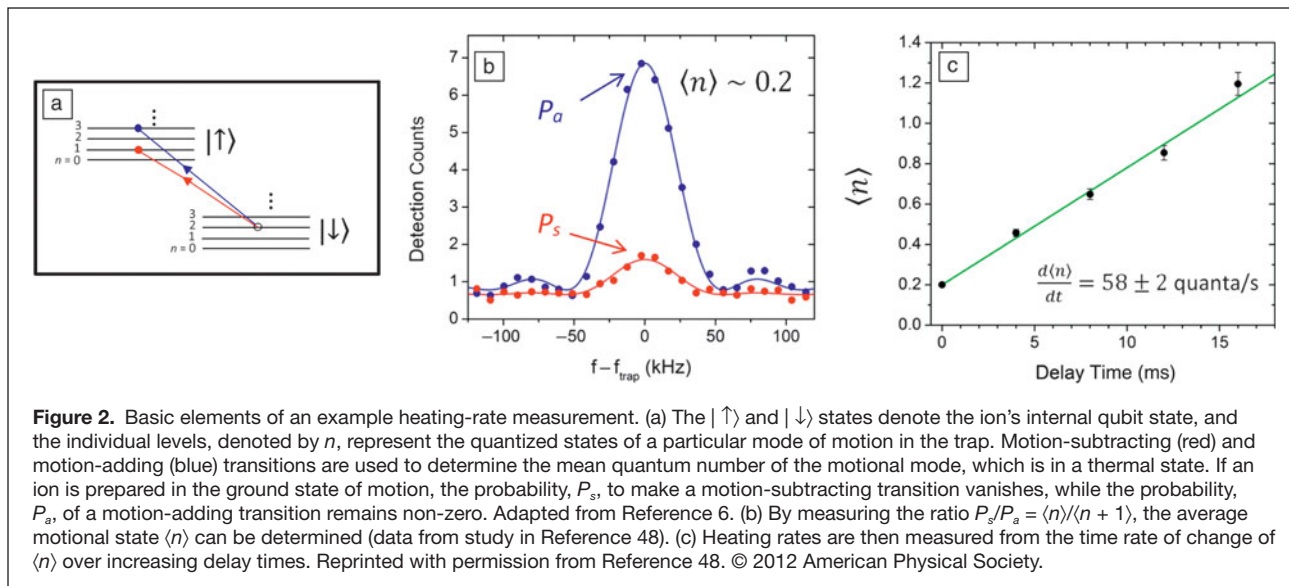 a
3
2
1
n = 0
⋮
|↑⟩
⋮
3
2
1
n = 0
|↓⟩
b
⟨n⟩ ~ 0.2
P_a
P_s
Detection Counts
7
6
5
4
3
2
1
0
−100 −50 0 50 100
f – f_trap (kHz)
c
⟨n⟩
1.4
1.2
1.0
0.8
0.6
0.4
0.2
0.0
d⟨n⟩/dt = 58 ± 2 quanta/s
0 5 10 15
Delay Time (ms)
Figure 2. Basic elements of an example heating-rate measurement. (a) The | ↑⟩ and | ↓⟩ states denote the ion's internal qubit state, and
the individual levels, denoted by n, represent the quantized states of a particular mode of motion in the trap. Motion-subtracting (red) and
motion-adding (blue) transitions are used to determine the mean quantum number of the motional mode, which is in a thermal state. If an
ion is prepared in the ground state of motion, the probability, P_s, to make a motion-subtracting transition vanishes, while the probability,
P_a, of a motion-adding transition remains non-zero. Adapted from Reference 6. (b) By measuring the ratio P_s/P_a = ⟨n⟩/⟨n + 1⟩, the average
motional state ⟨n⟩ can be determined (data from study in Reference 48). (c) Heating rates are then measured from the time rate of change of
⟨n⟩ over increasing delay times. Reprinted with permission from Reference 48. © 2012 American Physical Society.